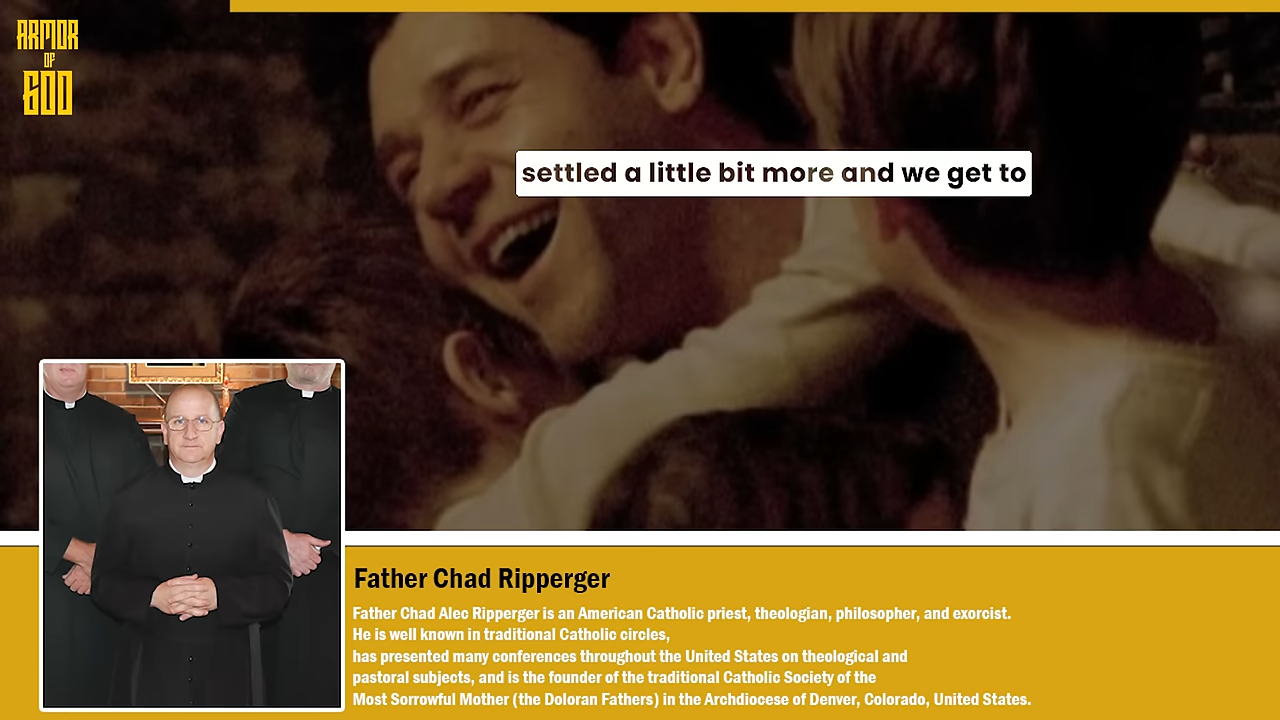 ARMOR
OF
GOD
settled a little bit more and we get to
Father Chad Ripperger
Father Chad Alec Ripperger is an American Catholic priest, theologian, philosopher, and exorcist.
He is well known in traditional Catholic circles,
has presented many conferences throughout the United States on theological and
pastoral subjects, and is the founder of the traditional Catholic Society of the
Most Sorrowful Mother (the Doloran Fathers) in the Archdiocese of Denver, Colorado, United States.